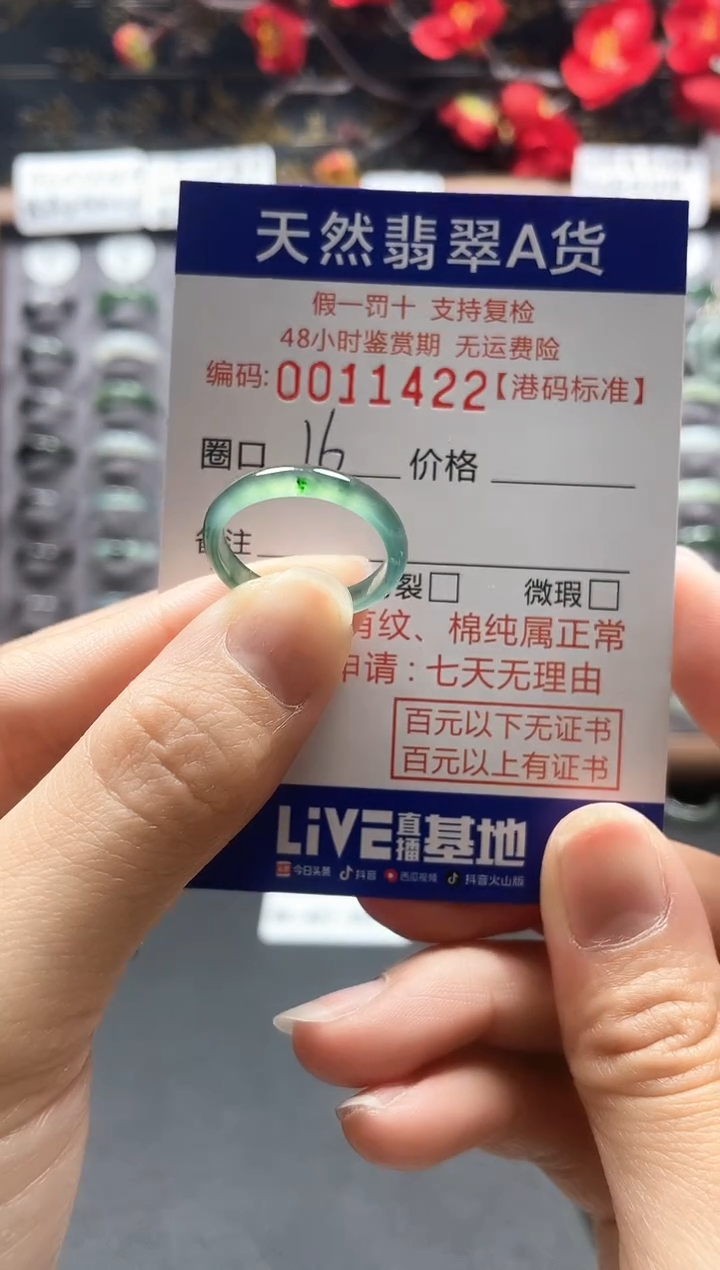 天然翡翠A货
假一罚十 支持复检
48小时鉴赏期 无运费险
编码:0011422【港码标准】
圈口 16 价格
备注
裂□ 微瑕□
有纹、棉纯属正常
申请：七天无理由
百元以下无证书
百元以上有证书
LiVE直播基地
今日头条 抖音 西瓜视频 抖音火山版